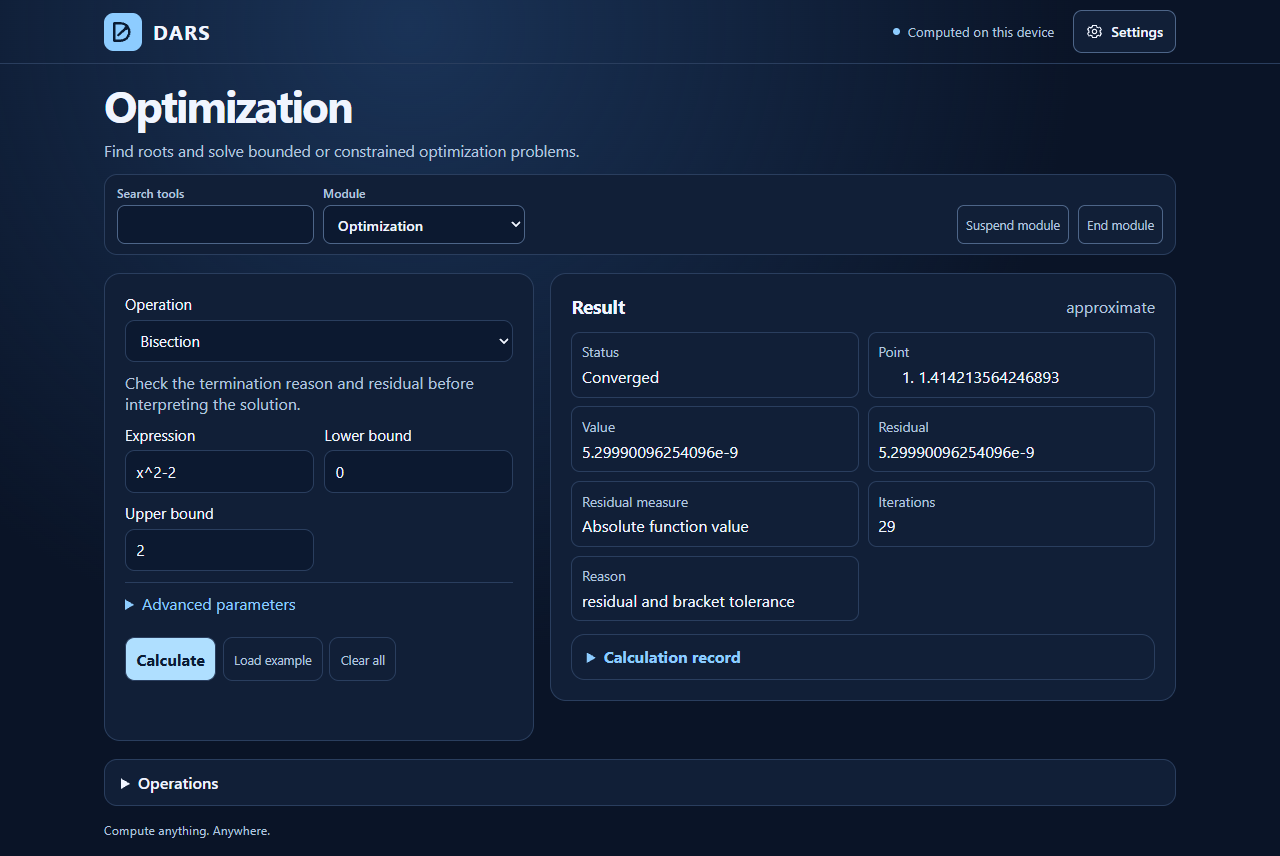 DARS
Computed on this device
Settings
Optimization
Find roots and solve bounded or constrained optimization problems.
Search tools
Module
Optimization
Suspend module
End module
Operation
Bisection
Check the termination reason and residual before
interpreting the solution.
Expression
Lower bound
x^2-2
0
Upper bound
2
Advanced parameters
Calculate
Load example
Clear all
Result
approximate
Status
Converged
Point
1. 1.414213564246893
Value
5.29990096254096e-9
Residual
5.29990096254096e-9
Residual measure
Absolute function value
Iterations
29
Reason
residual and bracket tolerance
Calculation record
Operations
Compute anything. Anywhere.